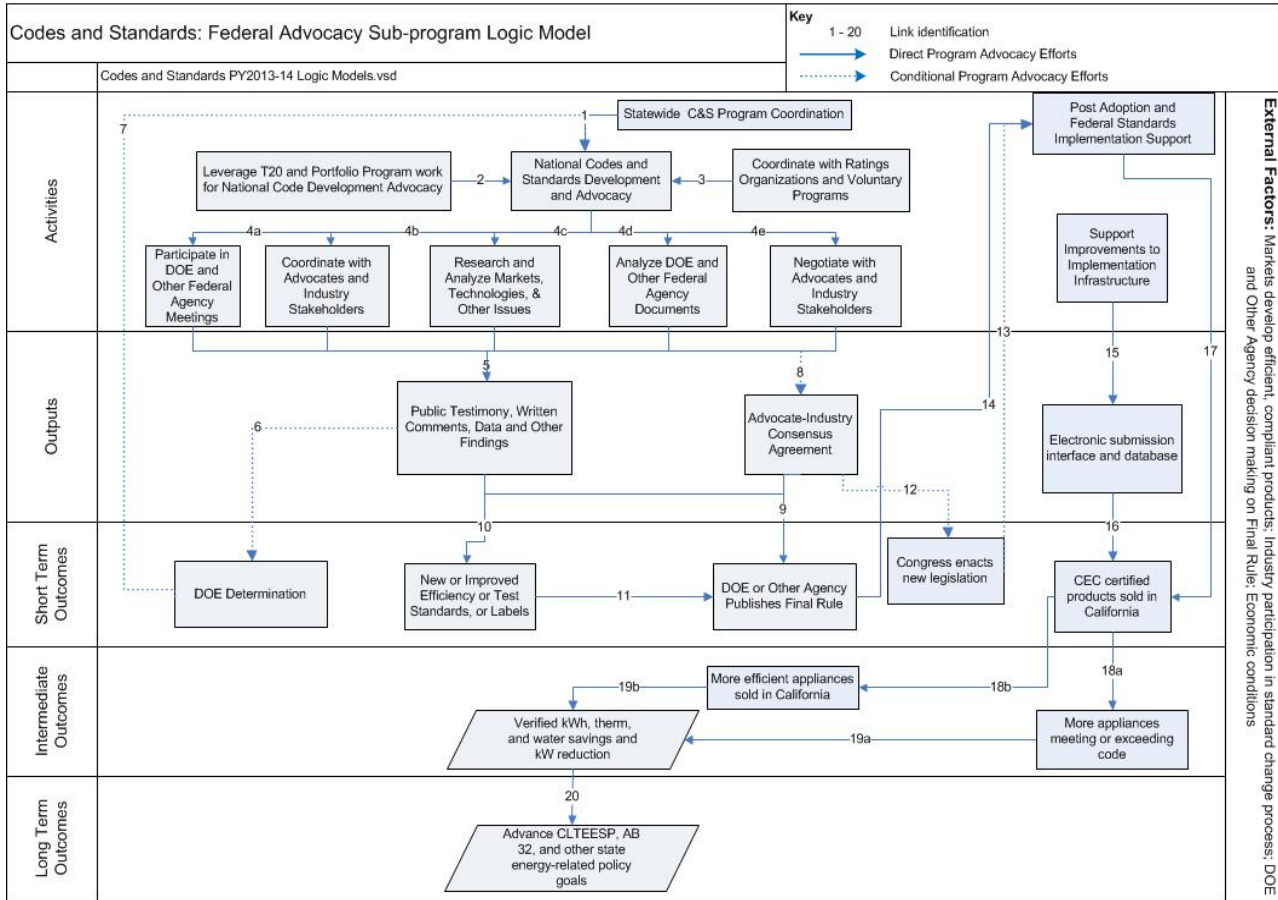 Codes and Standards: Federal Advocacy Sub-program Logic Model
Key
1 - 20 Link identification
Direct Program Advocacy Efforts
Conditional Program Advocacy Efforts
Codes and Standards PY2013-14 Logic Models.vsd
Activities
7
1
Statewide C&S Program Coordination
Post Adoption and
Federal Standards
Implementation Support
Leverage T20 and Portfolio Program work
for National Code Development Advocacy
2
National Codes and
Standards Development
and Advocacy
3
Coordinate with Ratings
Organizations and Voluntary
Programs
4a
4b
4c
4d
4e
Participate in
DOE and
Other Federal
Agency
Meetings
Coordinate with
Advocates and
Industry
Stakeholders
Research and
Analyze Markets,
Technologies, &
Other Issues
Analyze DOE and
Other Federal
Agency
Documents
Negotiate with
Advocates and
Industry
Stakeholders
Support
Improvements to
Implementation
Infrastructure
13
Outputs
5
8
15
17
Public Testimony, Written
Comments, Data and Other
Findings
6
Advocate-Industry
Consensus
Agreement
14
Electronic submission
interface and database
12
9
10
16
Short Term
Outcomes
DOE Determination
New or Improved
Efficiency or Test
Standards, or Labels
11
DOE or Other Agency
Publishes Final Rule
Congress enacts
new legislation
CEC certified
products sold in
California
Intermediate
Outcomes
18a
More efficient appliances
sold in California
18b
19b
Verified kWh, therm,
and water savings and
kW reduction
19a
More appliances
meeting or exceeding
code
Long Term
Outcomes
20
Advance CLTEESP, AB
32, and other state
energy-related policy
goals
External Factors: Markets develop efficient, compliant products; Industry participation in standard change process; DOE
and Other Agency decision making on Final Rule; Economic conditions